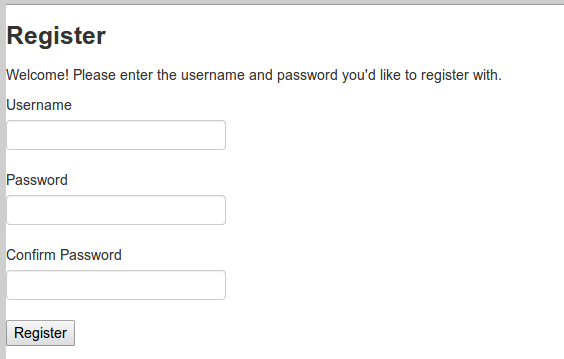 Register
Welcome! Please enter the username and password you'd like to register with.
Username
Password
Confirm Password
Register